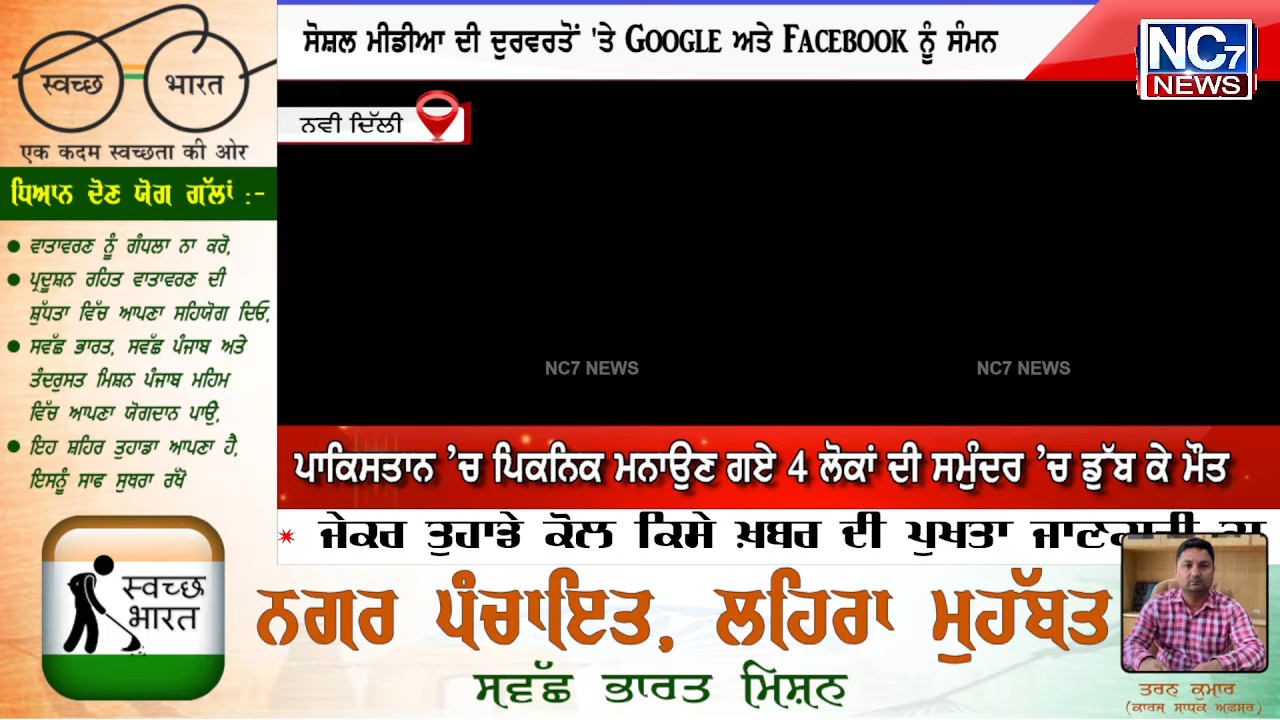 ਸੋਸ਼ਲ ਮੀਡੀਆ ਦੀ ਦੁਰਵਰਤੋਂ 'ਤੇ GOOGLE ਅਤੇ FACEBOOK ਨੂੰ ਸੰਮਨ
NC7
NEWS
ਨਵੀ ਦਿੱਲੀ
स्वच्छ भारत
एक कदम स्वच्छता की ओर
ਧਿਆਨ ਦੇਣ ਯੋਗ ਗੱਲਾਂ :-
● ਵਾਤਾਵਰਣ ਨੂੰ ਗੰਧਲਾ ਨਾ ਕਰੋ,
● ਪ੍ਰਦੂਸ਼ਨ ਰਹਿਤ ਵਾਤਾਵਰਣ ਦੀ
ਸ਼ੁੱਧਤਾ ਵਿੱਚ ਆਪਣਾ ਸਹਿਯੋਗ ਦਿਓ,
● ਸਵੱਛ ਭਾਰਤ, ਸਵੱਛ ਪੰਜਾਬ ਅਤੇ
ਤੰਦਰੁਸਤ ਮਿਸ਼ਨ ਪੰਜਾਬ ਮਹਿਮ
ਵਿੱਚ ਆਪਣਾ ਯੋਗਦਾਨ ਪਾਉ,
● ਇਹ ਸ਼ਹਿਰ ਤੁਹਾਡਾ ਆਪਣਾ ਹੈ,
ਇਸਨੂੰ ਸਾਫ ਸੁਥਰਾ ਰੱਖੋ
NC7 NEWS NC7 NEWS
ਪਾਕਿਸਤਾਨ 'ਚ ਪਿਕਨਿਕ ਮਨਾਉਣ ਗਏ 4 ਲੋਕਾਂ ਦੀ ਸਮੁੰਦਰ 'ਚ ਡੁੱਬ ਕੇ ਮੌਤ
ਜੇਕਰ ਤੁਹਾਡੇ ਕੋਲ ਕਿਸੇ ਖ਼ਬਰ ਦੀ ਪੁਖਤਾ
स्वच्छ
भारत
ਨਗਰ ਪੰਚਾਇਤ, ਲਹਿਰਾ ਮੁਹੱਬਤ
ਸਵੱਛ ਭਾਰਤ ਮਿਸ਼ਨ
ਤਰਨ ਕੁਮਾਰ
(ਕਾਰਜ ਸਾਧਕ ਅਫਸਰ)